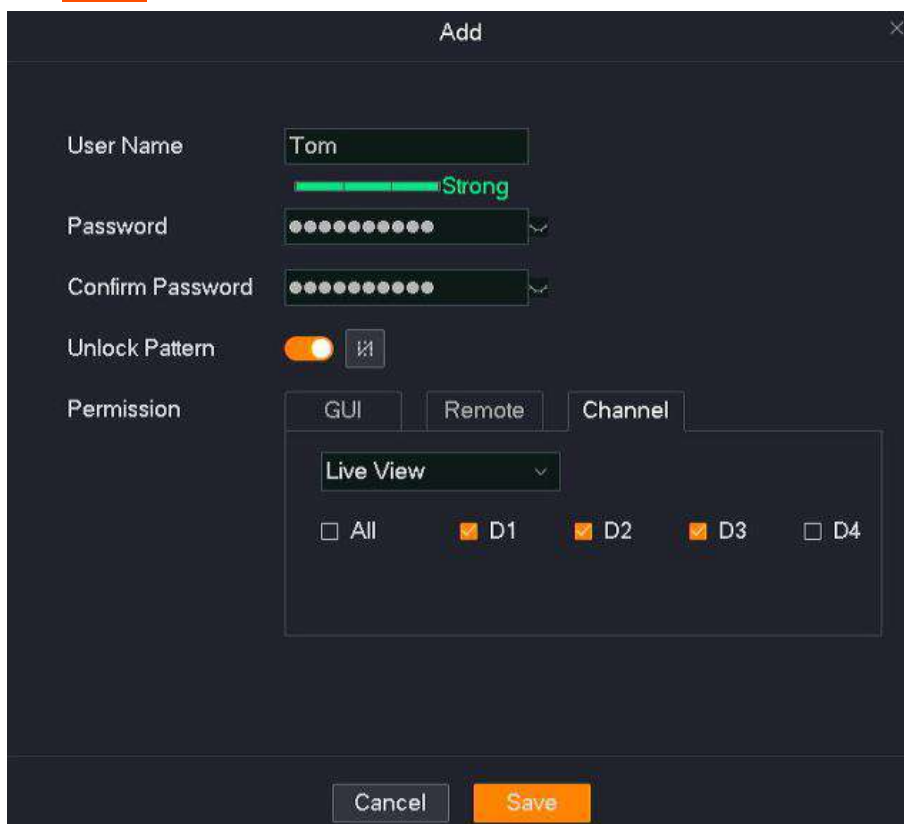 Add
User Name Tom
Strong
Password ●●●●●●●●●●
Confirm Password ●●●●●●●●●●
Unlock Pattern
Permission GUI Remote Channel
Live View
All D1 D2 D3 D4
Cancel Save